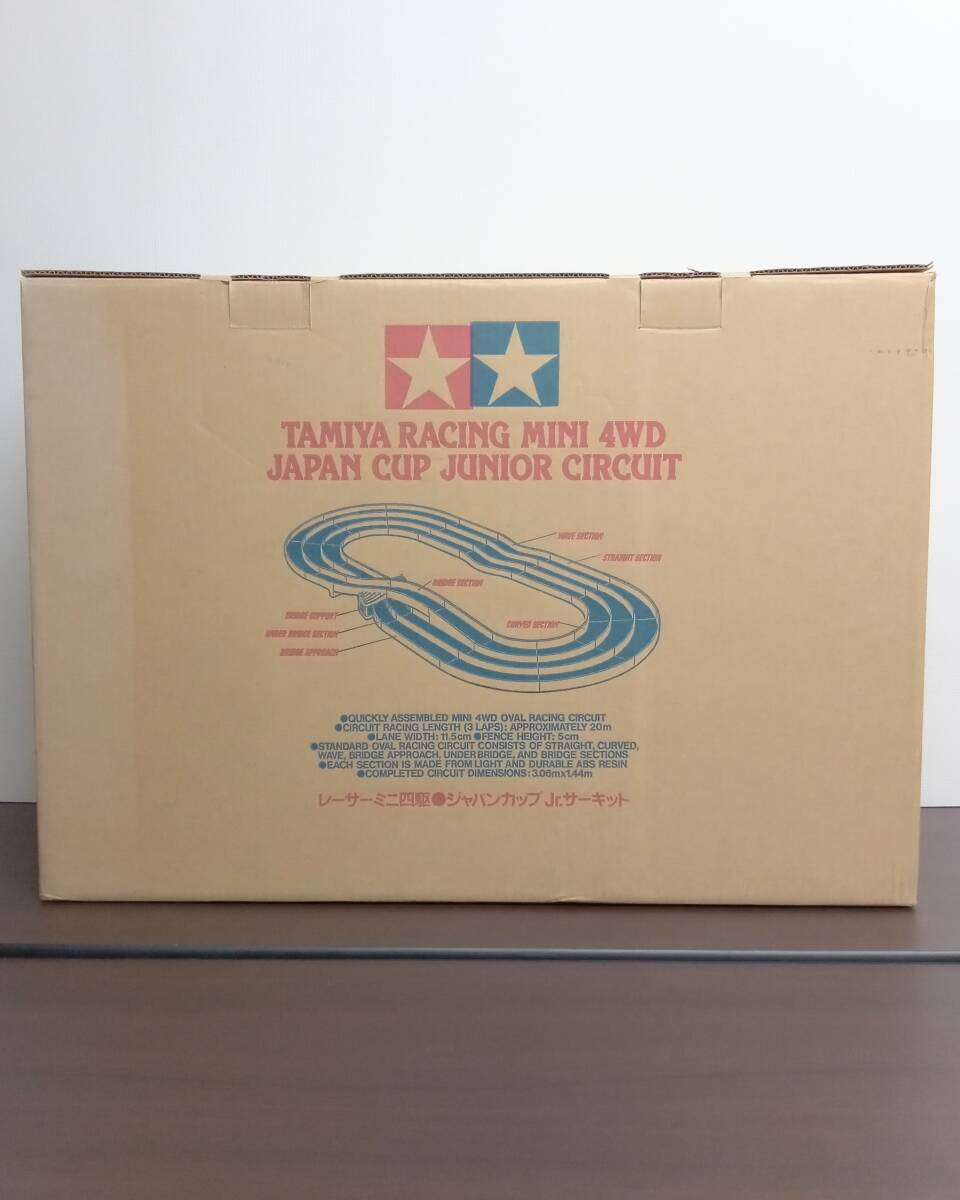 TAMIYA RACING MINI 4WD
JAPAN CUP JUNIOR CIRCUIT
WAVE SECTION
STRAIGHT SECTION
BRIDGE SECTION
BRIDGE SUPPORT
CURVED SECTION
UNDER BRIDGE SECTION
BRIDGE APPROACH
●QUICKLY ASSEMBLED MINI 4WD OVAL RACING CIRCUIT
●CIRCUIT RACING LENGTH (3 LAPS): APPROXIMATELY 20m
●LANE WIDTH: 11.5cm ●FENCE HEIGHT: 5cm
●STANDARD OVAL RACING CIRCUIT CONSISTS OF STRAIGHT, CURVED,
WAVE, BRIDGE APPROACH, UNDERBRIDGE, AND BRIDGE SECTIONS
●EACH SECTION IS MADE FROM LIGHT AND DURABLE ABS RESIN
●COMPLETED CIRCUIT DIMENSIONS: 3.06m×1.44m
レーサーミニ四駆●ジャパンカップ Jr.サーキット